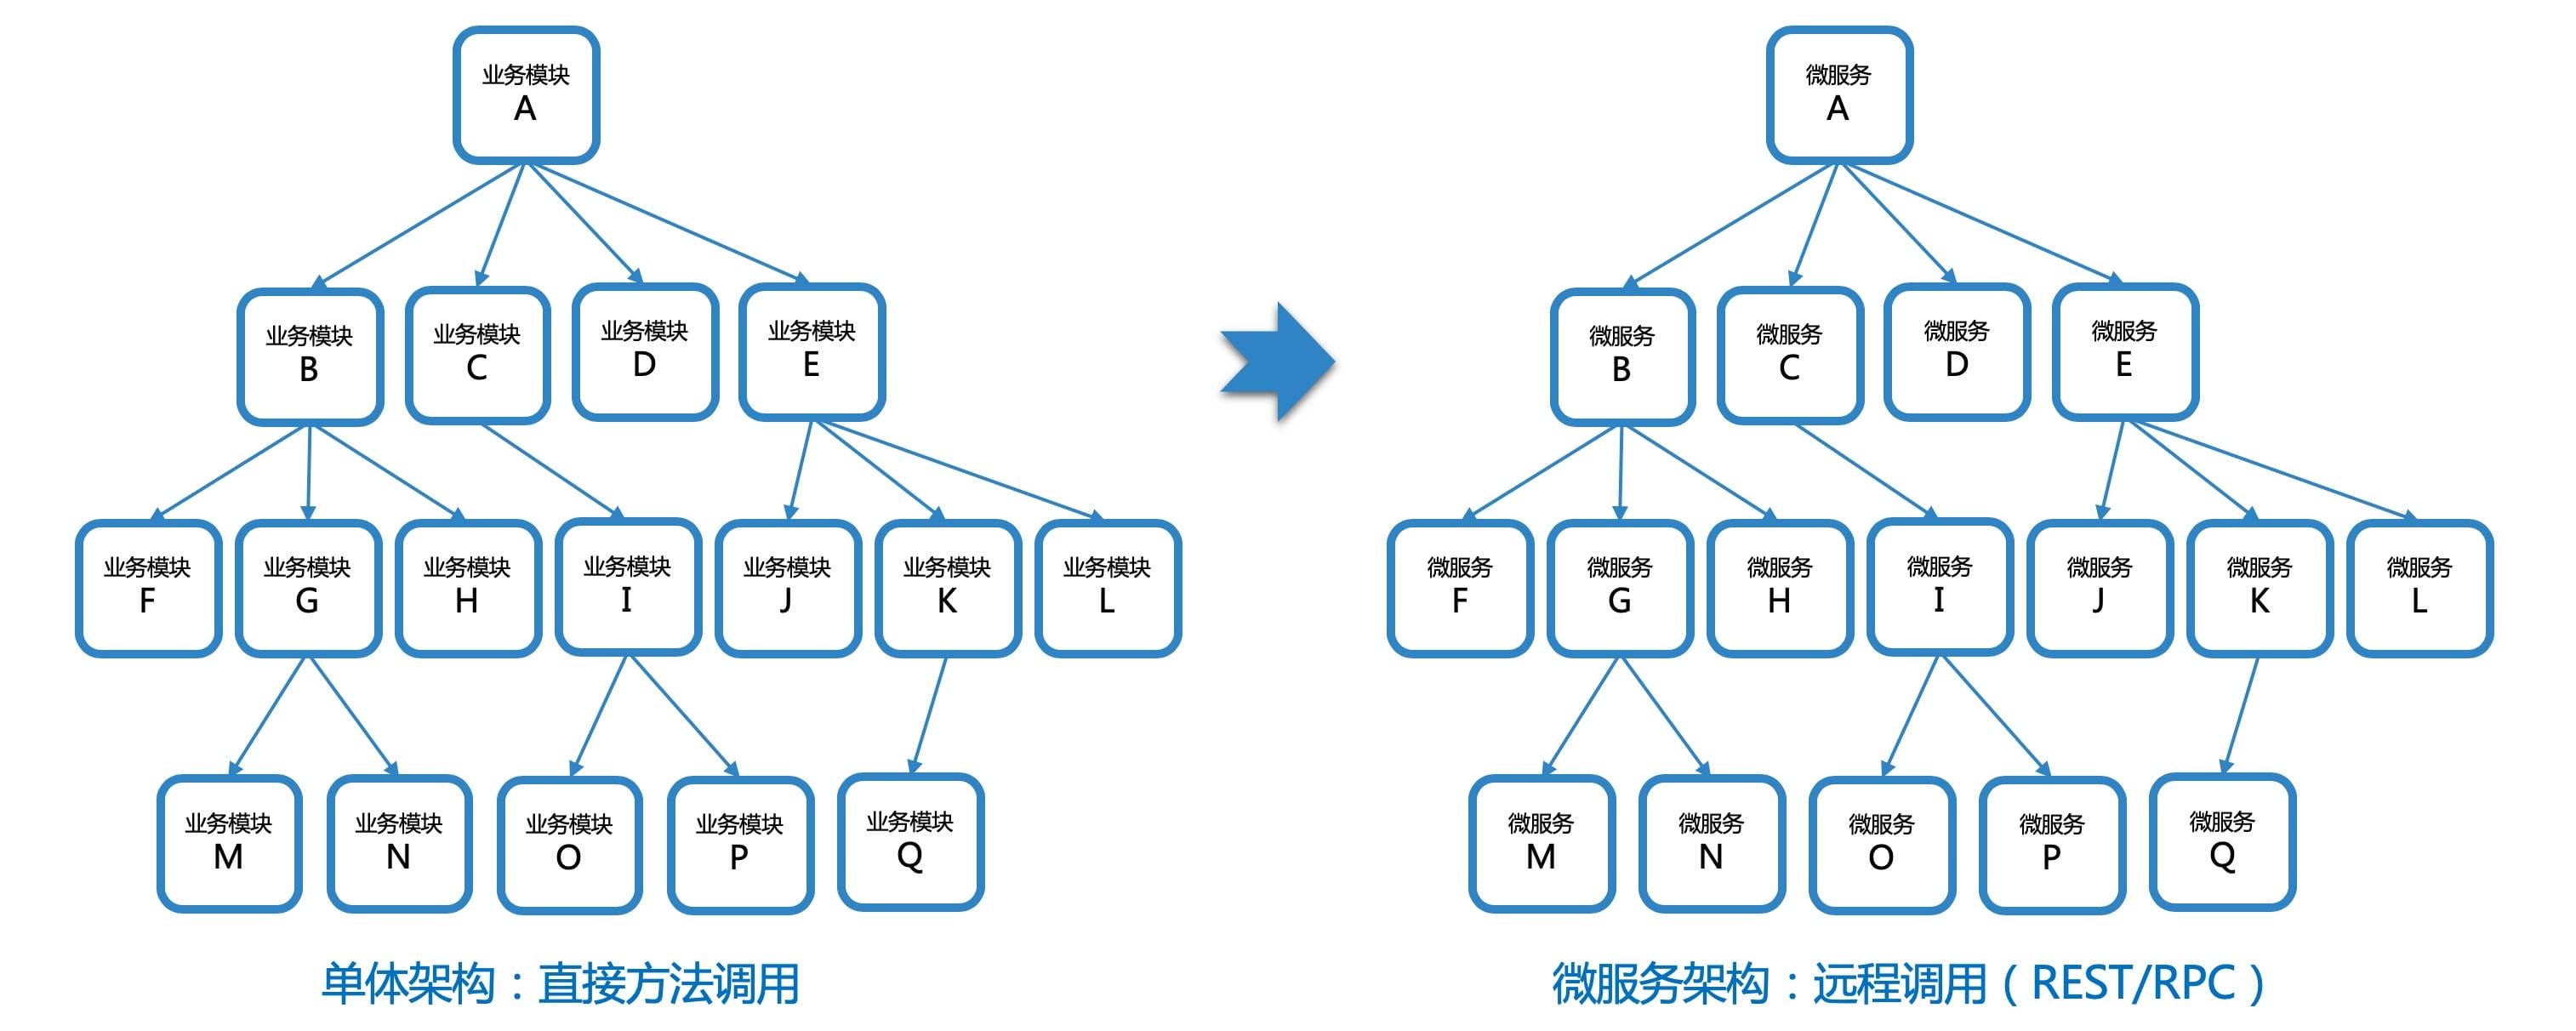 业务模块
A
业务模块
B
业务模块
C
业务模块
D
业务模块
E
业务模块
F
业务模块
G
业务模块
H
业务模块
I
业务模块
J
业务模块
K
业务模块
L
业务模块
M
业务模块
N
业务模块
O
业务模块
P
业务模块
Q
单体架构：直接方法调用
微服务
A
微服务
B
微服务
C
微服务
D
微服务
E
微服务
F
微服务
G
微服务
H
微服务
I
微服务
J
微服务
K
微服务
L
微服务
M
微服务
N
微服务
O
微服务
P
微服务
Q
微服务架构：远程调用（REST/RPC）